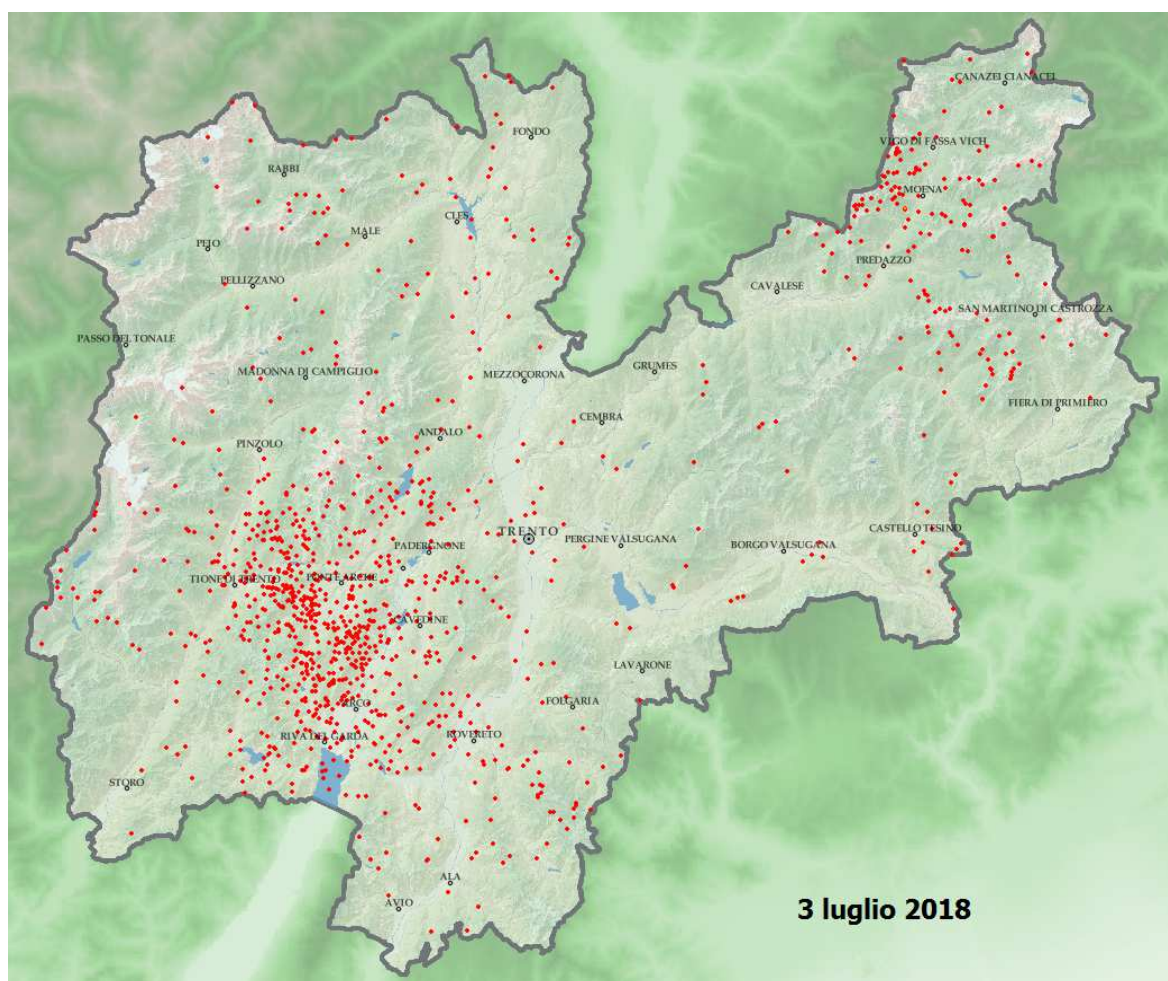 CANAZEI CIANACEI
FONDO
VIGO DI FASSA VICH
RABBI
MOENA
CLES
MALE
PEIO
PREDAZZO
PELLIZZANO
CAVALESE
SAN MARTINO DI CASTROZZA
PASSO DEL TONALE
GRUMES
MADONNA DI CAMPIGLIO
MEZZOCORONA
FIERA DI PRIMIERO
CEMBRA
ANDALO
PINZOLO
CASTELLO TESINO
TRENTO
PERGINE VALSUGANA
BORGO VALSUGANA
PADERGNONE
TIONE DI TRENTO
PONTE ARCHE
CAVEDINE
LAVARONE
ARCO
FOLGARIA
RIVA DEL GARDA
ROVERETO
STORO
ALA
AVIO
3 luglio 2018